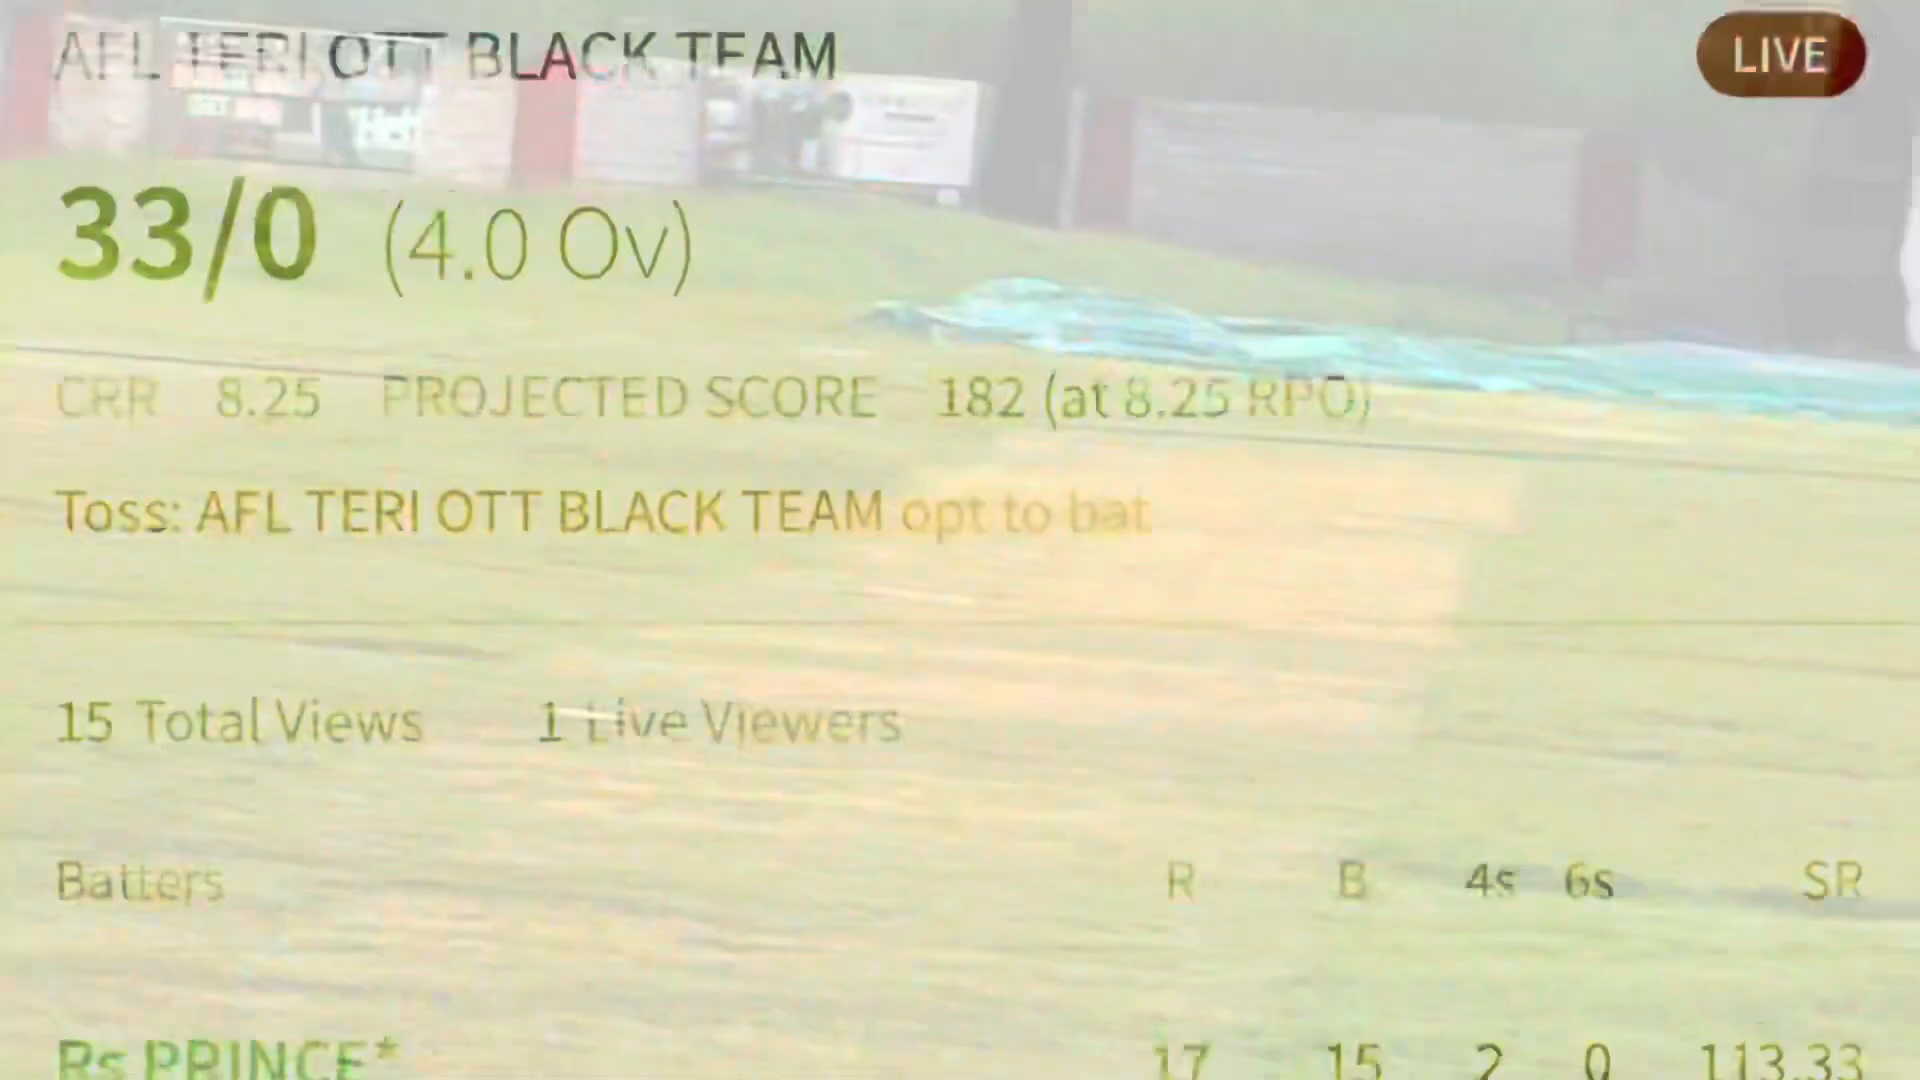 AFL TERI OTT BLACK TEAM LIVE
33/0 (4.0 Ov)
CRR 8.25 PROJECTED SCORE 182 (at 8.25 RPO)
Toss: AFL TERI OTT BLACK TEAM opt to bat
15 Total Views 1 Live Viewers
Batters R B 4s 6s SR
Rs PRINCE* 17 15 2 0 113.33